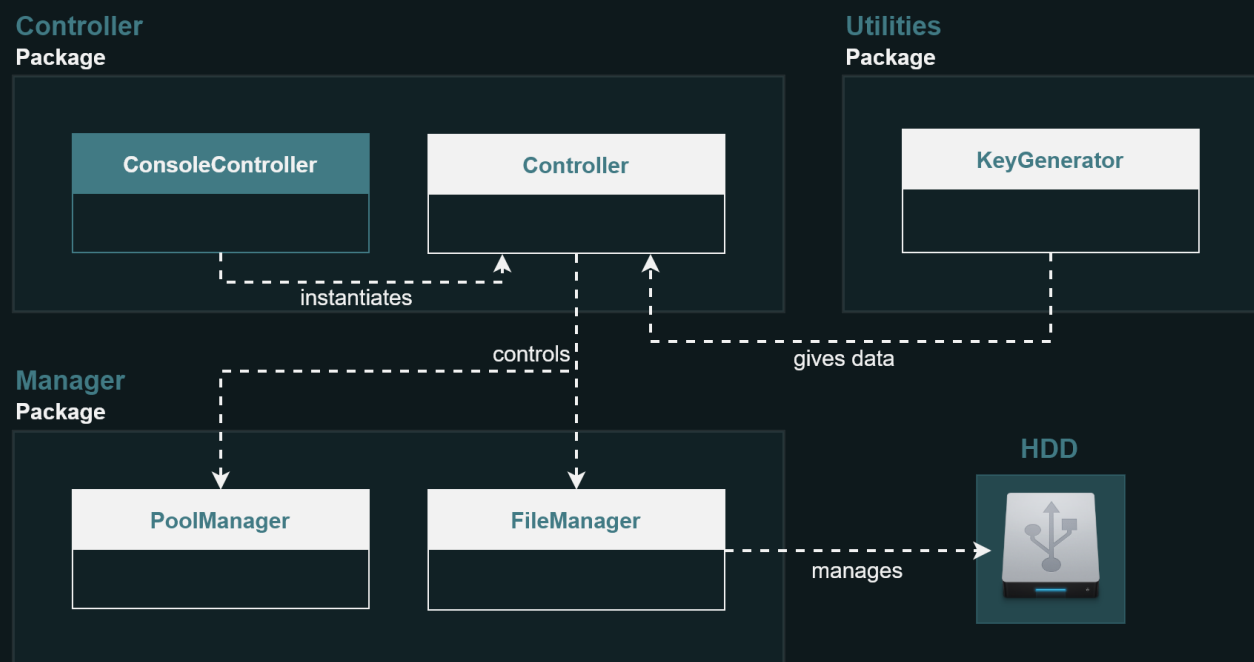 Controller
Package
Utilities
Package
ConsoleController
Controller
KeyGenerator
instantiates
controls
gives data
Manager
Package
HDD
PoolManager
FileManager
manages